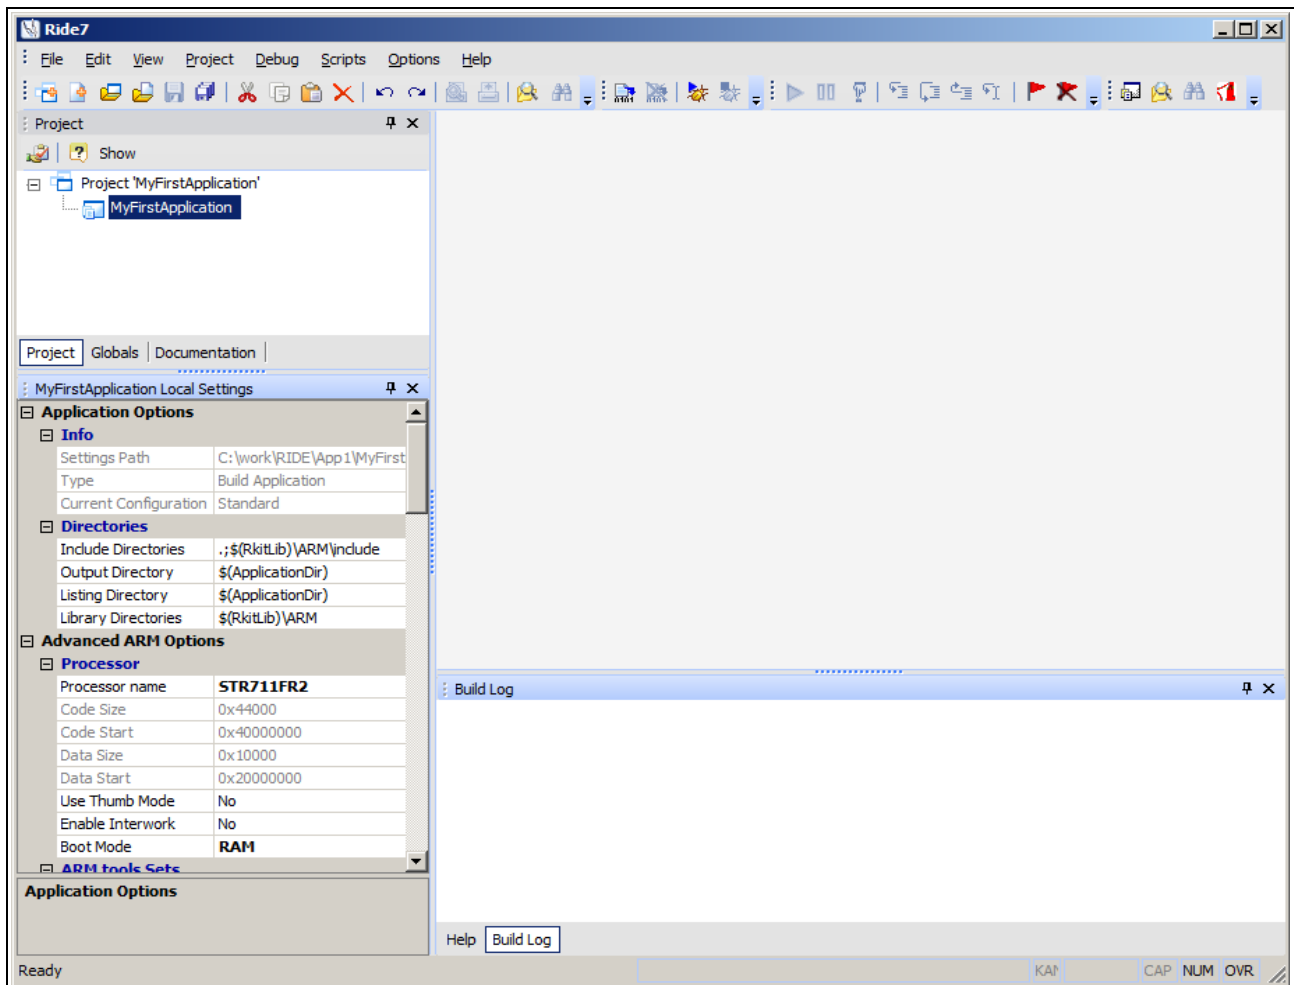 Ride7
File Edit View Project Debug Scripts Options Help
Project
Show
Project 'MyFirstApplication'
MyFirstApplication
Project Globals Documentation
MyFirstApplication Local Settings
Application Options
Info
Settings Path C:\work\RIDE\App1\MyFirst
Type Build Application
Current Configuration Standard
Directories
Include Directories .;$(RkitLib)\ARM\include
Output Directory $(ApplicationDir)
Listing Directory $(ApplicationDir)
Library Directories $(RkitLib)\ARM
Advanced ARM Options
Processor
Processor name STR711FR2
Code Size 0x44000
Code Start 0x40000000
Data Size 0x10000
Data Start 0x20000000
Use Thumb Mode No
Enable Interwork No
Boot Mode RAM
ARM tools Sets
Application Options
Build Log
Help Build Log
Ready
CAP NUM OVR